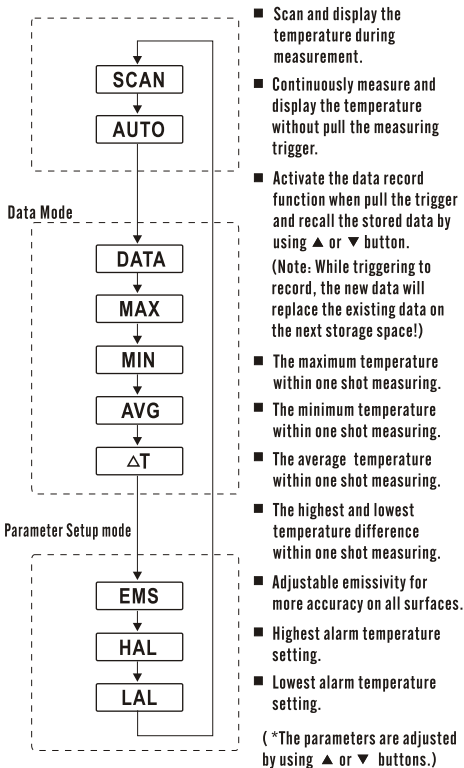 SCAN
AUTO
Data Mode
DATA
MAX
MIN
AVG
△T
Parameter Setup mode
EMS
HAL
LAL
■ Scan and display the
temperature during
measurement.
■ Continuously measure and
display the temperature
without pull the measuring
trigger.
■ Activate the data record
function when pull the trigger
and recall the stored data by
using ▲ or ▼ button.
(Note: While triggering to
record, the new data will
replace the existing data on
the next storage space!)
■ The maximum temperature
within one shot measuring.
■ The minimum temperature
within one shot measuring.
■ The average temperature
within one shot measuring.
■ The highest and lowest
temperature difference
within one shot measuring.
■ Adjustable emissivity for
more accuracy on all surfaces.
■ Highest alarm temperature
setting.
■ Lowest alarm temperature
setting.
( *The parameters are adjusted
by using ▲ or ▼ buttons.)